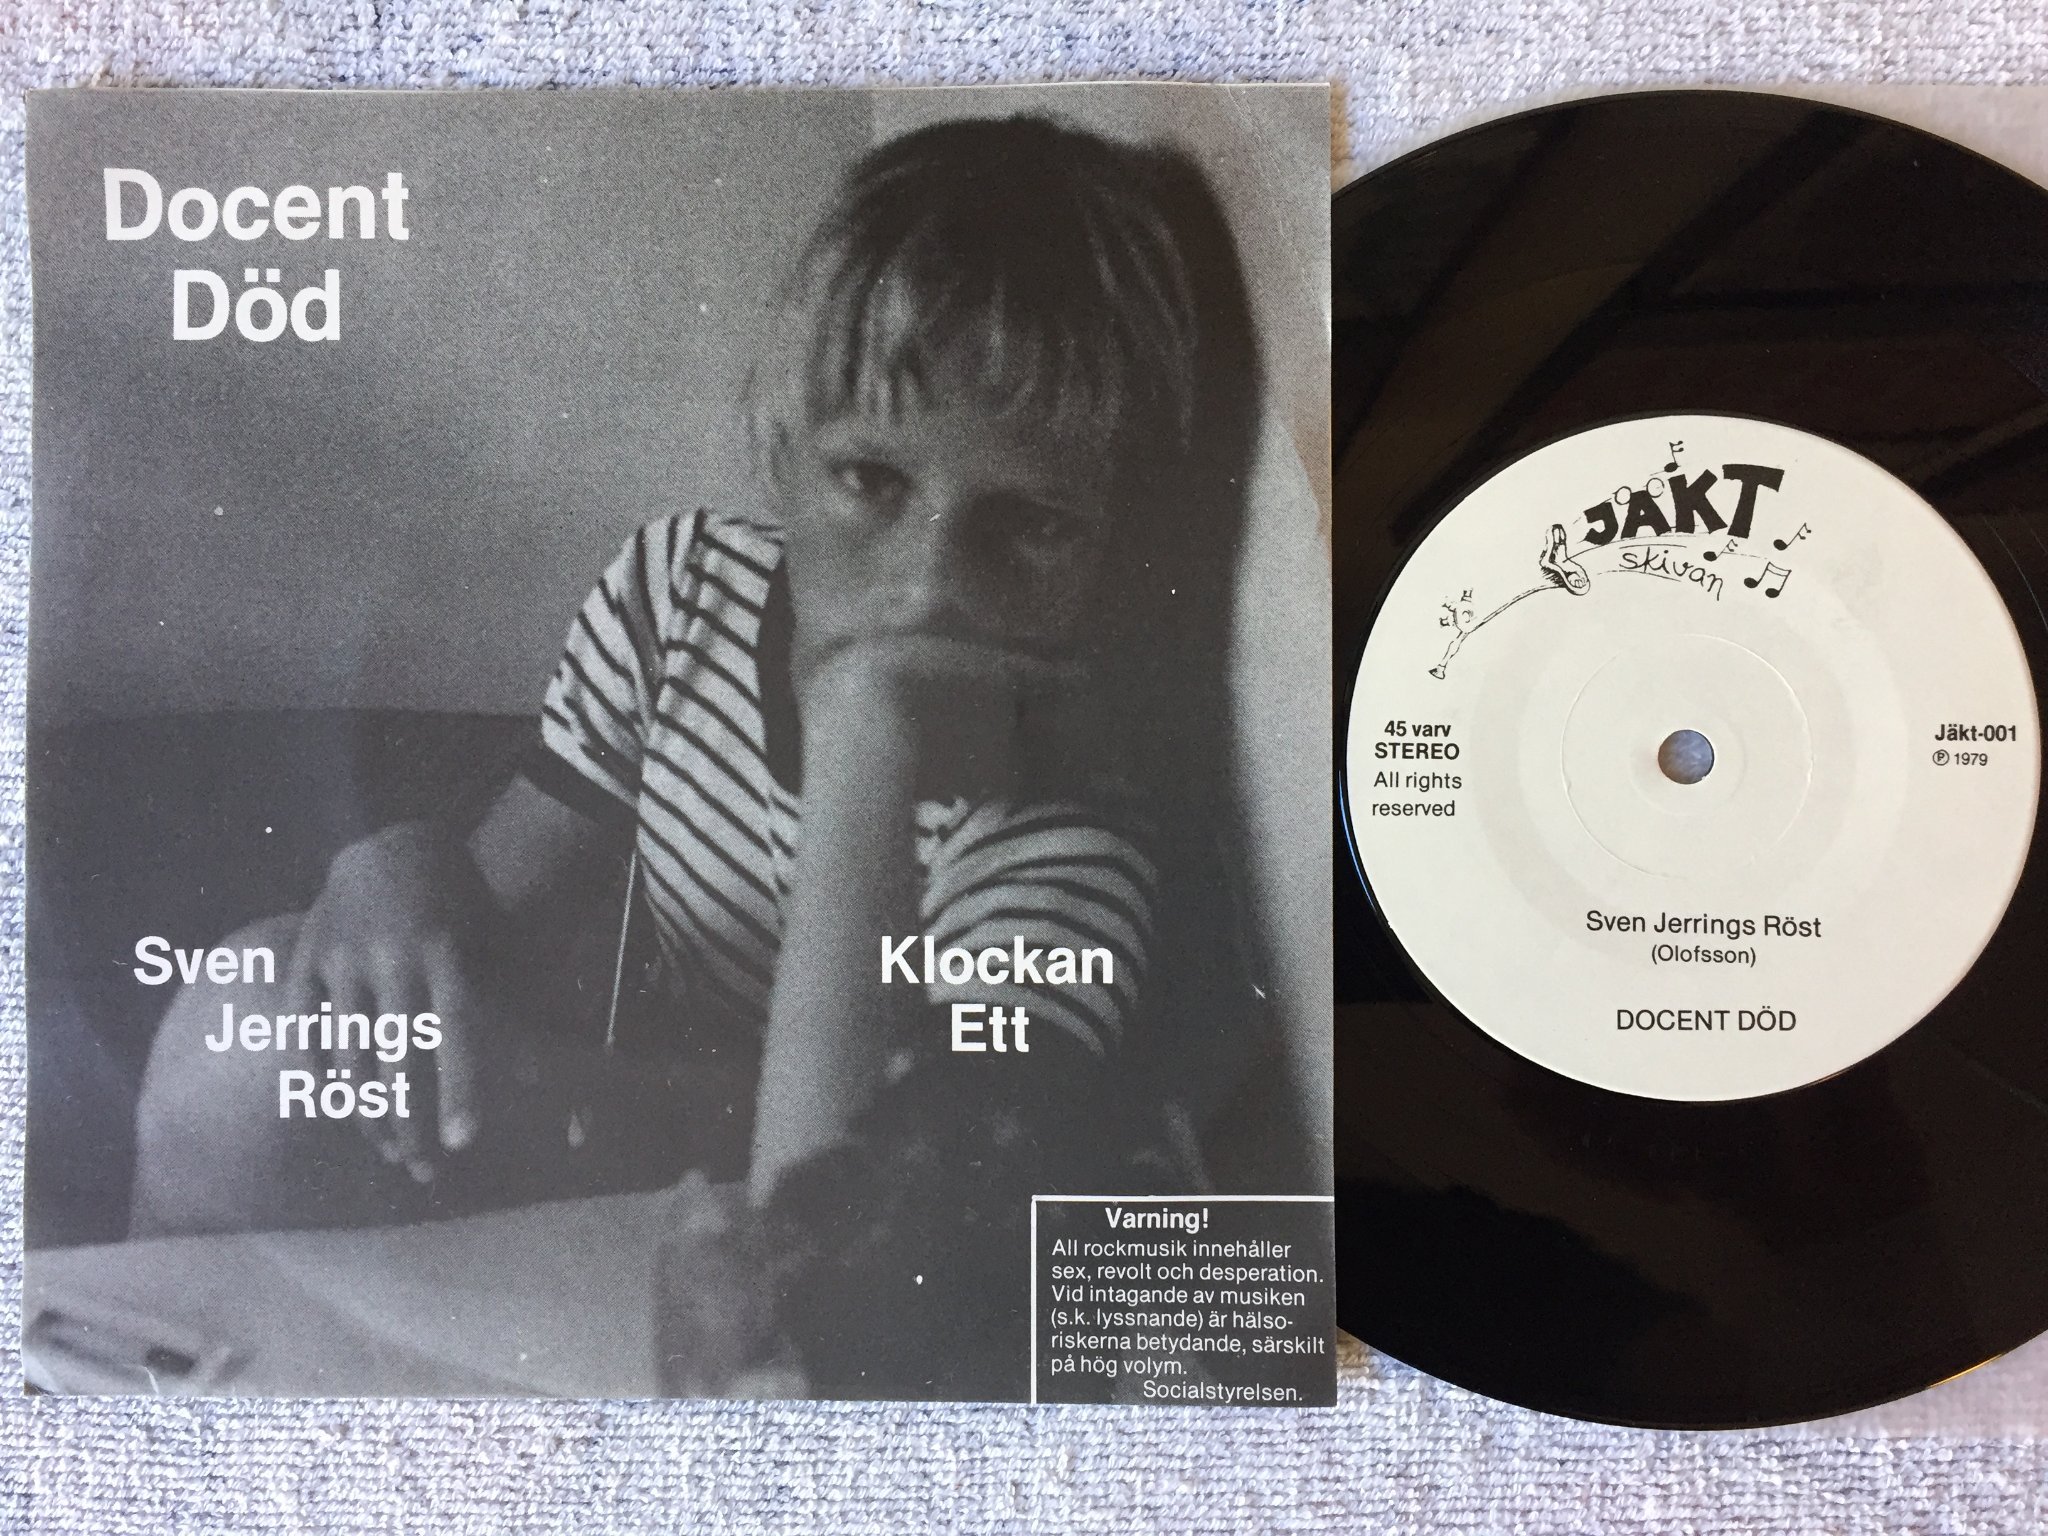 Docent
Död
Sven
Jerrings
Röst
Klockan
Ett
Varning!
All rockmusik innehåller
sex, revolt och desperation.
Vid intagande av musiken
(s.k. lyssnande) är hälso-
riskerna betydande, särskilt
på hög volym.
Socialstyrelsen.
JÄKT
skivan
45 varv
STEREO
All rights
reserved
Jäkt-001
℗ 1979
Sven Jerrings Röst
(Olofsson)
DOCENT DÖD